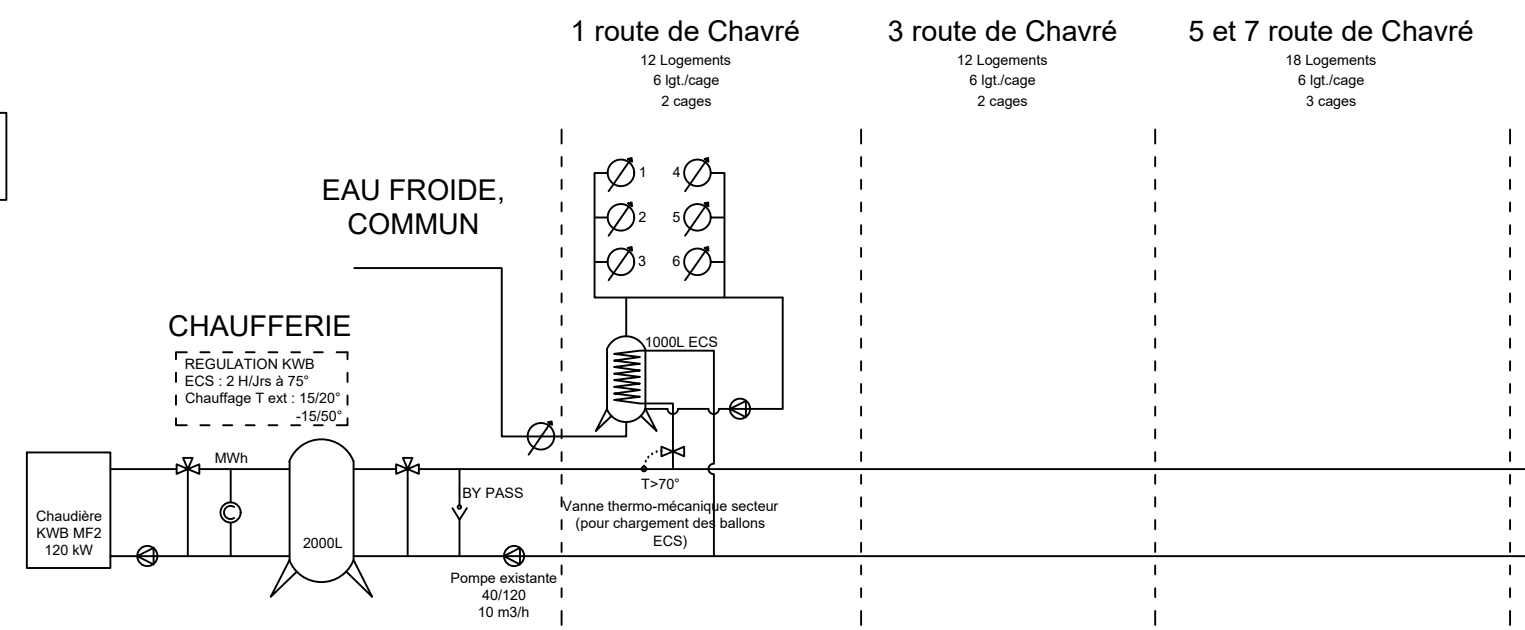 1 route de Chavré
12 Logements
6 lgt./cage
2 cages
3 route de Chavré
12 Logements
6 lgt./cage
2 cages
5 et 7 route de Chavré
18 Logements
6 lgt./cage
3 cages
EAU FROIDE,
COMMUN
1
4
2
5
3
6
CHAUFFERIE
REGULATION KWB
ECS : 2 H/Jrs à 75°
Chauffage T ext : 15/20°
-15/50°
1000L ECS
MWh
C
Chaudière
KWB MF2
120 kW
2000L
BY PASS
T>70°
Vanne thermo-mécanique secteur
(pour chargement des ballons
ECS)
Pompe existante
40/120
10 m3/h